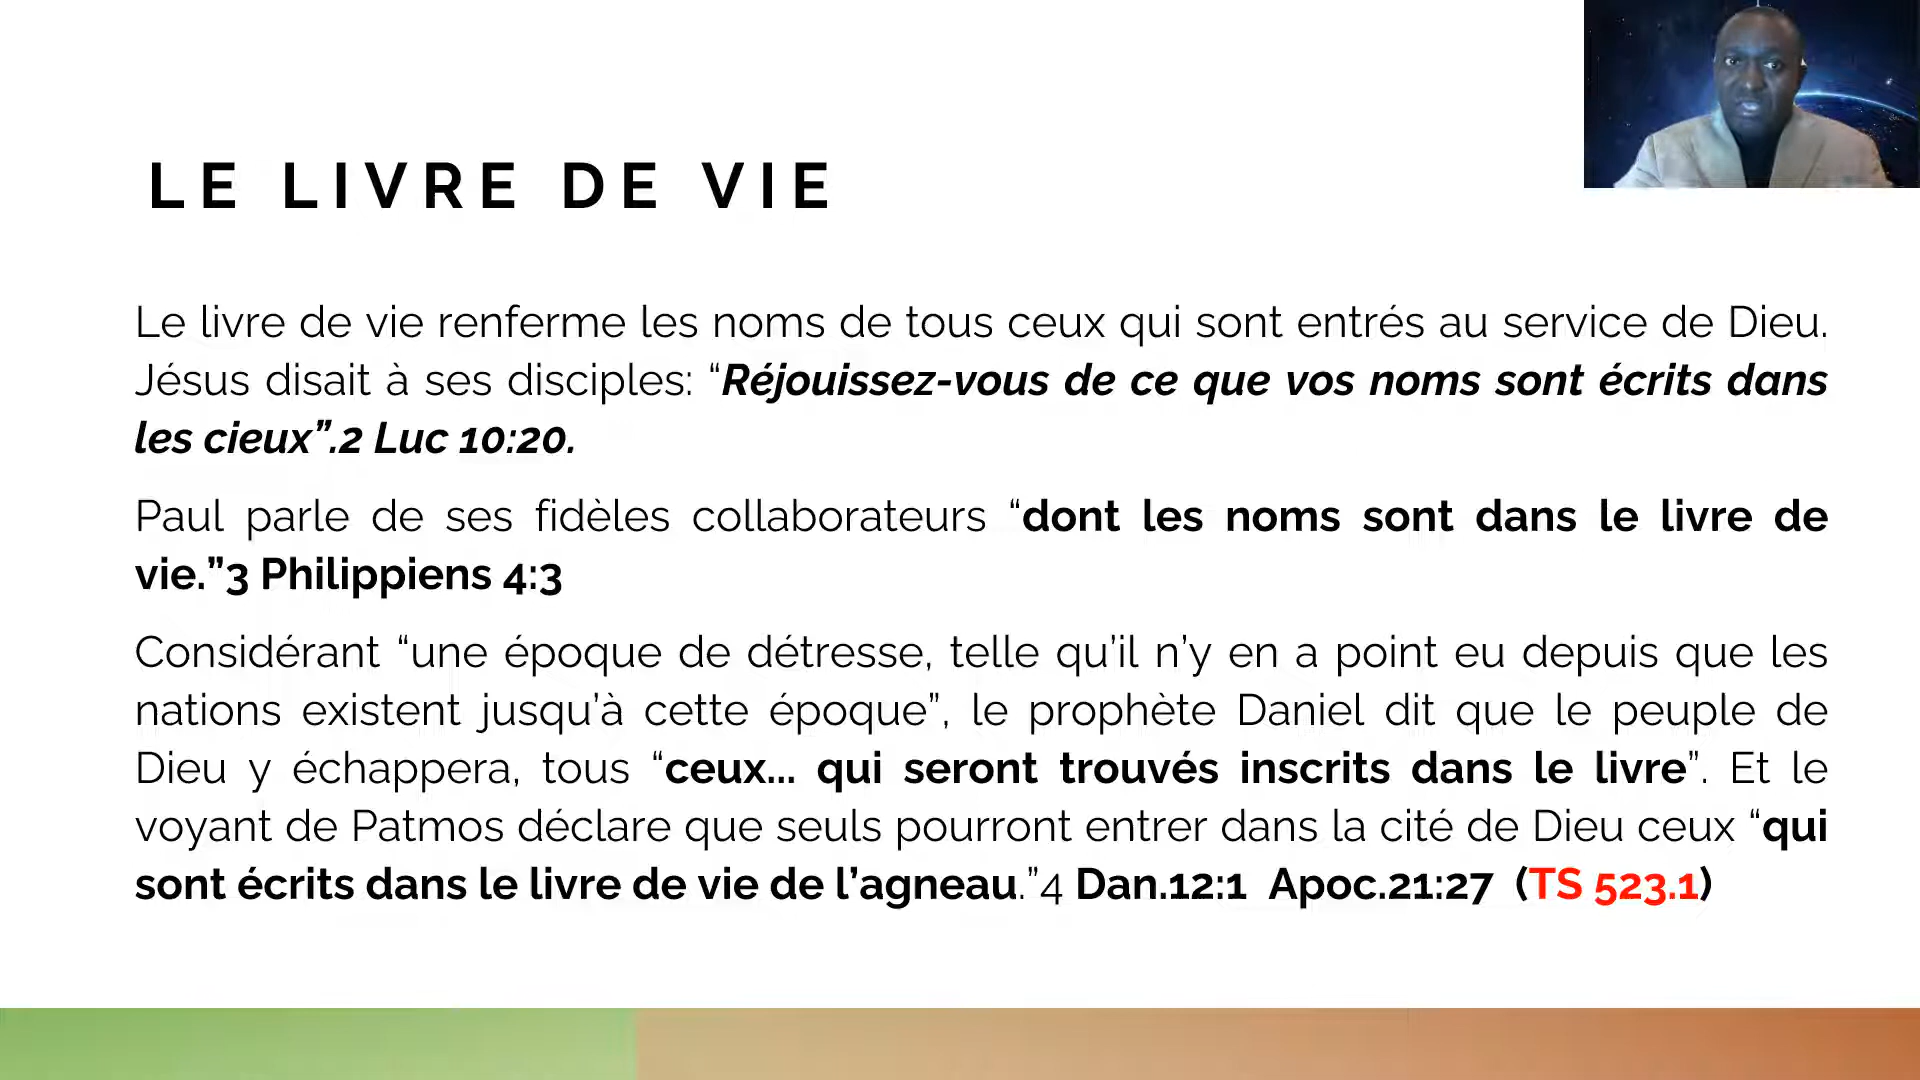 LE LIVRE DE VIE
Le livre de vie renferme les noms de tous ceux qui sont entrés au service de Dieu.
Jésus disait à ses disciples: “Réjouissez-vous de ce que vos noms sont écrits dans
les cieux”.2 Luc 10:20.
Paul parle de ses fidèles collaborateurs “dont les noms sont dans le livre de
vie.”3 Philippiens 4:3
Considérant “une époque de détresse, telle qu’il n’y en a point eu depuis que les
nations existent jusqu’à cette époque”, le prophète Daniel dit que le peuple de
Dieu y échappera, tous “ceux... qui seront trouvés inscrits dans le livre”. Et le
voyant de Patmos déclare que seuls pourront entrer dans la cité de Dieu ceux “qui
sont écrits dans le livre de vie de l’agneau.”4 Dan.12:1 Apoc.21:27 (TS 523.1)